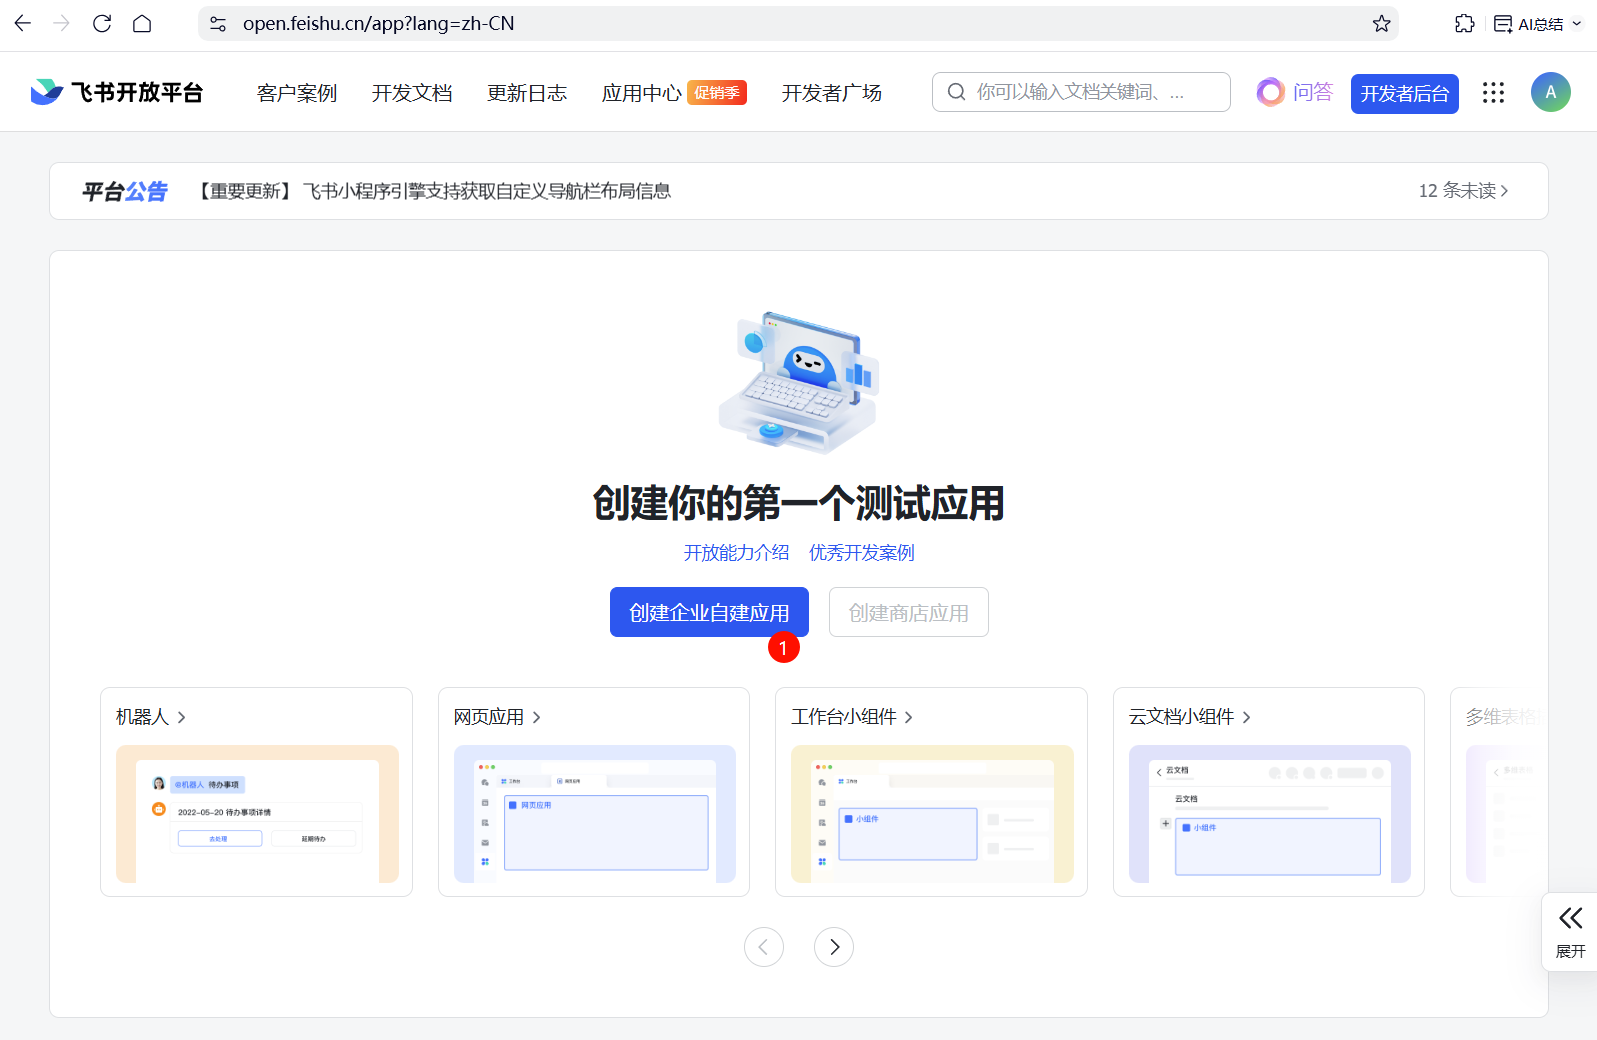 open.feishu.cn/app?lang=zh-CN
AI总结
飞书开放平台
客户案例
开发文档
更新日志
应用中心 促销季
开发者广场
你可以输入文档关键词、...
问答
开发者后台
A
平台公告
【重要更新】 飞书小程序引擎支持获取自定义导航栏布局信息
12 条未读
创建你的第一个测试应用
开放能力介绍 优秀开发案例
创建企业自建应用
创建商店应用
1
机器人
@机器人 待办事项
2022-05-20 待办事项详情
去处理
延期待办
网页应用
工作台
网页应用
网页应用
工作台小组件
工作台
小组件
云文档小组件
云文档
云文档
小组件
多维表格
展开